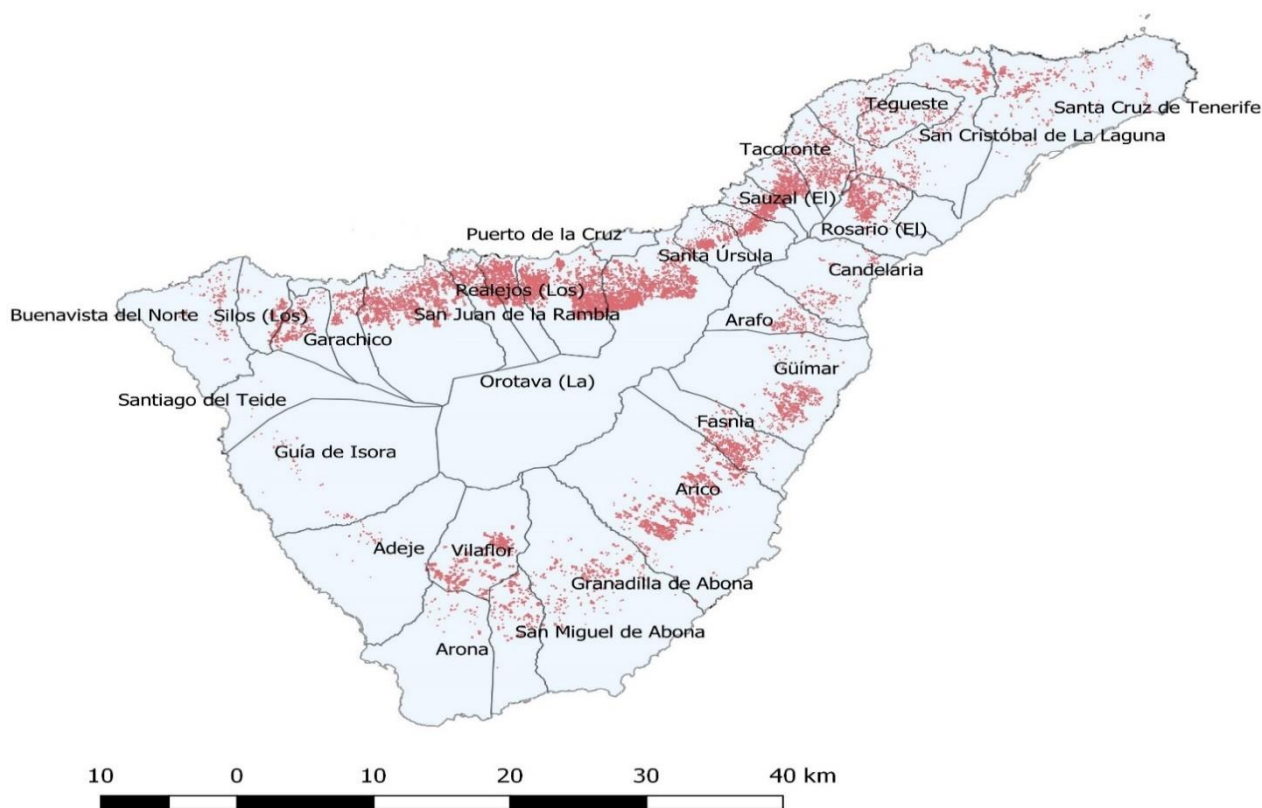 Tegueste
Santa Cruz de Tenerife
San Cristóbal de La Laguna
Tacoronte
Sauzal (El)
Rosario (El)
Puerto de la Cruz
Santa Úrsula
Candelaria
Realejos (Los)
Buenavista del Norte
Silos (Los)
San Juan de la Rambla
Arafo
Garachico
Güímar
Orotava (La)
Santiago del Teide
Fasnia
Guía de Isora
Arico
Adeje
Vilaflor
Granadilla de Abona
San Miguel de Abona
Arona
10 0 10 20 30 40 km